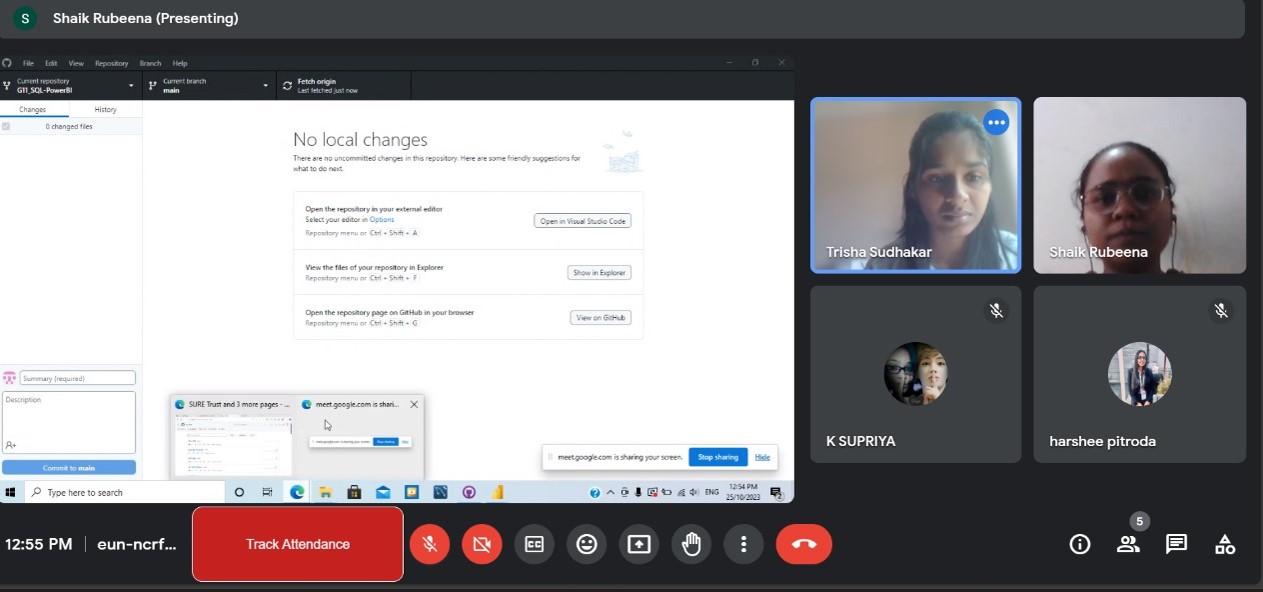 S Shaik Rubeena (Presenting)
File Edit View Repository Branch Help
Current repository
G11_SQL-PowerBI
Current branch
main
Fetch origin
Last fetched just now
Changes History
0 changed files
No local changes
There are no uncommitted changes in this repository. Here are some friendly suggestions for
what to do next.
Open the repository in your external editor
Select your editor in Options
Repository menu or Ctrl + Shift + A
Open in Visual Studio Code
View the files of your repository in Explorer
Repository menu or Ctrl + Shift + F
Show in Explorer
Open the repository page on GitHub in your browser
Repository menu or Ctrl + Shift + G
View on GitHub
Summary (required)
Description
Commit to main
SURE Trust and 3 more pages - ...
meet.google.com is shari...
meet.google.com is sharing your screen. Stop sharing Hide
Type here to search
ENG
12:54 PM
25/10/2023
2
Trisha Sudhakar
Shaik Rubeena
K SUPRIYA
harshee pitroda
12:55 PM | eun-ncrf...
Track Attendance
5